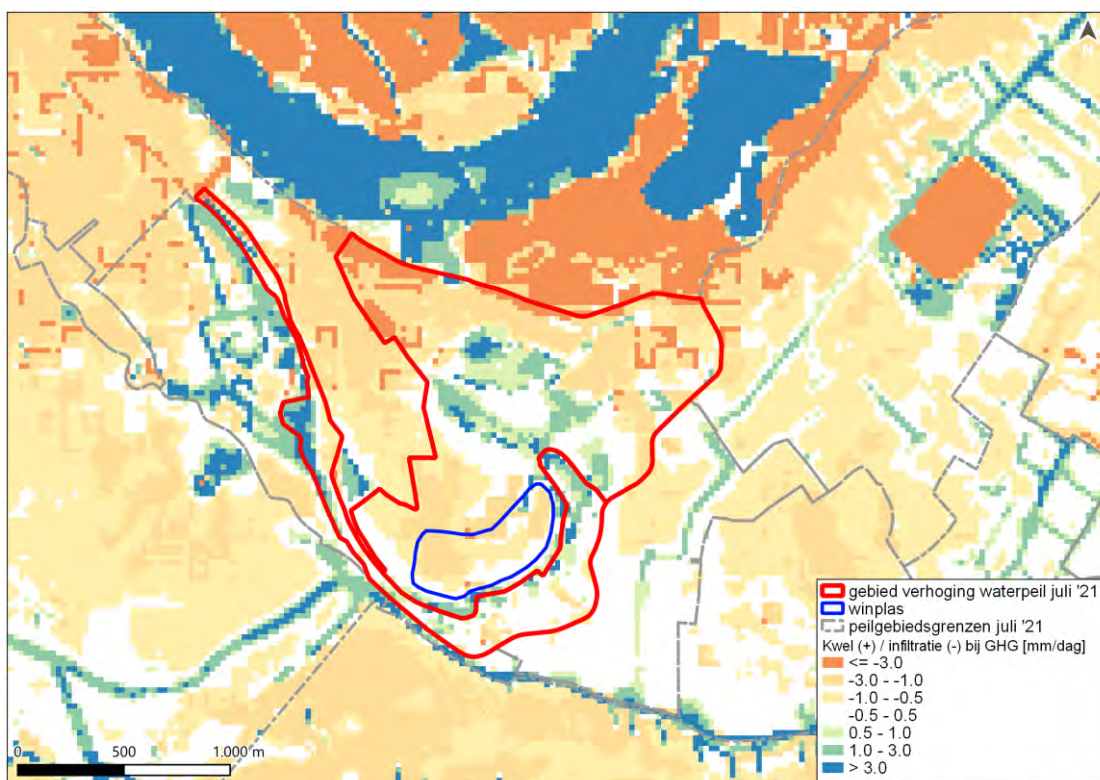 N
gebied verhoging waterpeil juli '21
winplas
peilgebiedsgrenzen juli '21
Kwel (+) / infiltratie (-) bij GHG [mm/dag]
<= -3.0
-3.0 - -1.0
-1.0 - -0.5
-0.5 - 0.5
0.5 - 1.0
1.0 - 3.0
> 3.0
0 500 1.000 m